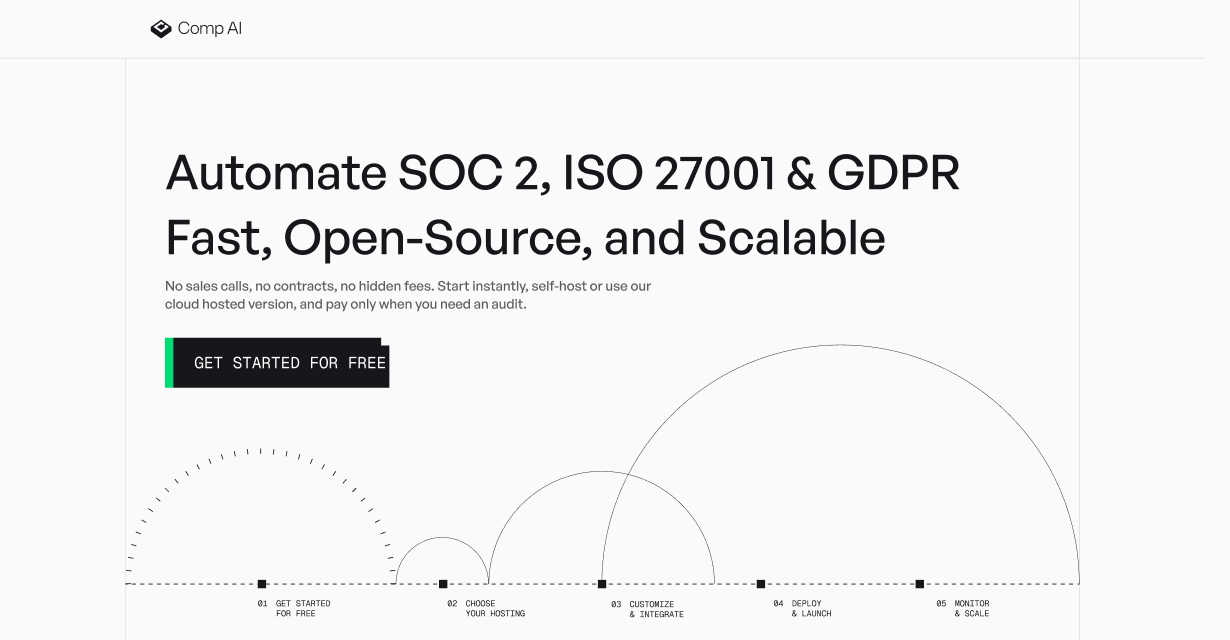 Comp AI
Automate SOC 2, ISO 27001 & GDPR
Fast, Open-Source, and Scalable
No sales calls, no contracts, no hidden fees. Start instantly, self-host or use our
cloud hosted version, and pay only when you need an audit.
GET STARTED FOR FREE
01 GET STARTED
FOR FREE
02 CHOOSE
YOUR HOSTING
03 CUSTOMIZE
& INTEGRATE
04 DEPLOY
& LAUNCH
05 MONITOR
& SCALE